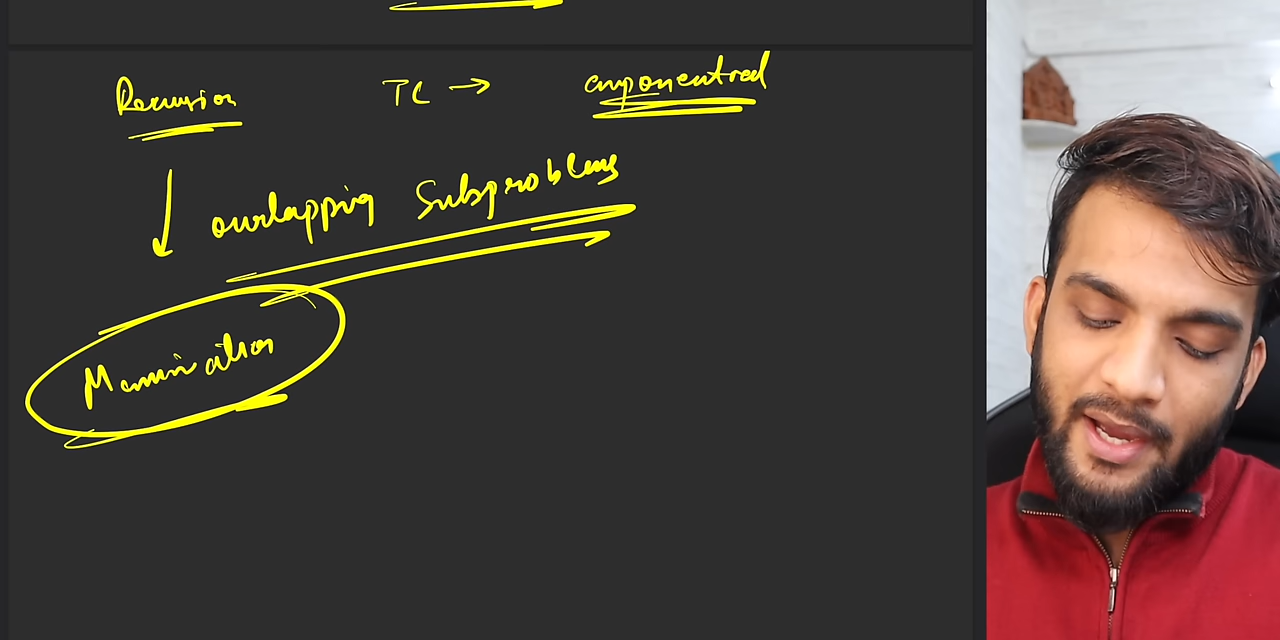 Recursion TC → exponential
↓ overlapping Subproblems
Memoization